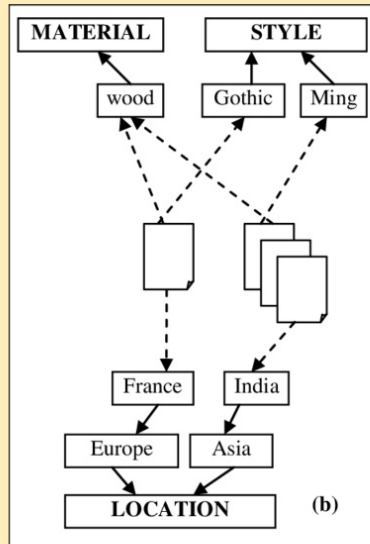 MATERIAL STYLE
wood Gothic Ming
France India
Europe Asia
LOCATION (b)